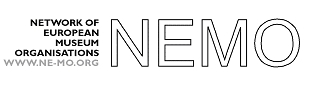 NETWORK OF
EUROPEAN
MUSEUM
ORGANISATIONS
WWW.NE-MO.ORG
NEMO